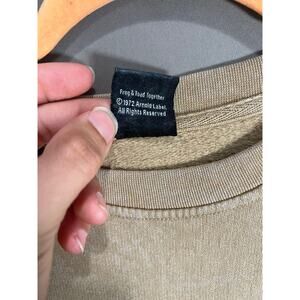 Frog & Toad Together
©1972 Arnold Lobel.
All Rights Reserved